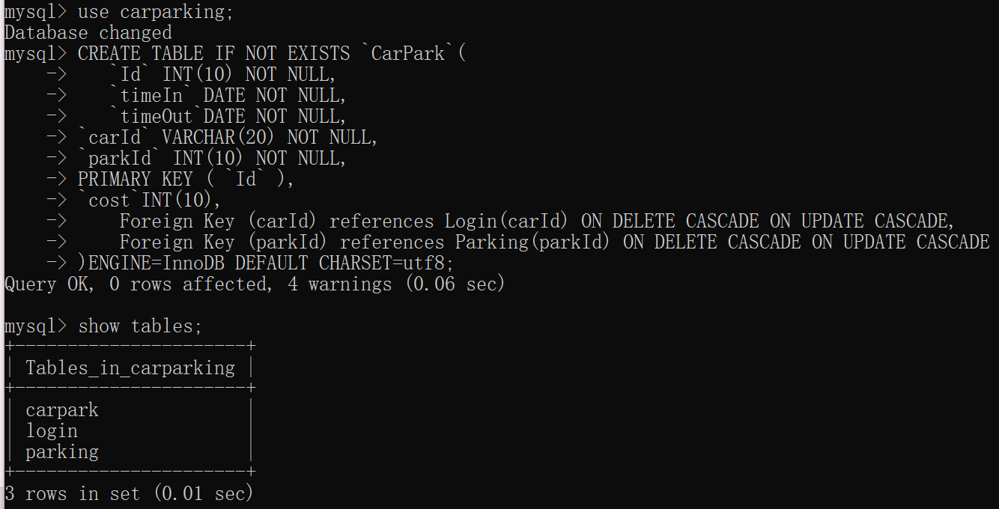 mysql> use carparking;
Database changed
mysql> CREATE TABLE IF NOT EXISTS `CarPark`(
    ->    `Id` INT(10) NOT NULL,
    ->    `timeIn` DATE NOT NULL,
    ->    `timeOut`DATE NOT NULL,
    -> `carId` VARCHAR(20) NOT NULL,
    -> `parkId` INT(10) NOT NULL,
    -> PRIMARY KEY ( `Id` ),
    -> `cost`INT(10),
    ->     Foreign Key (carId) references Login(carId) ON DELETE CASCADE ON UPDATE CASCADE,
    ->     Foreign Key (parkId) references Parking(parkId) ON DELETE CASCADE ON UPDATE CASCADE
    -> )ENGINE=InnoDB DEFAULT CHARSET=utf8;
Query OK, 0 rows affected, 4 warnings (0.06 sec)

mysql> show tables;
+----------------------+
| Tables_in_carparking |
+----------------------+
| carpark              |
| login                |
| parking              |
+----------------------+
3 rows in set (0.01 sec)